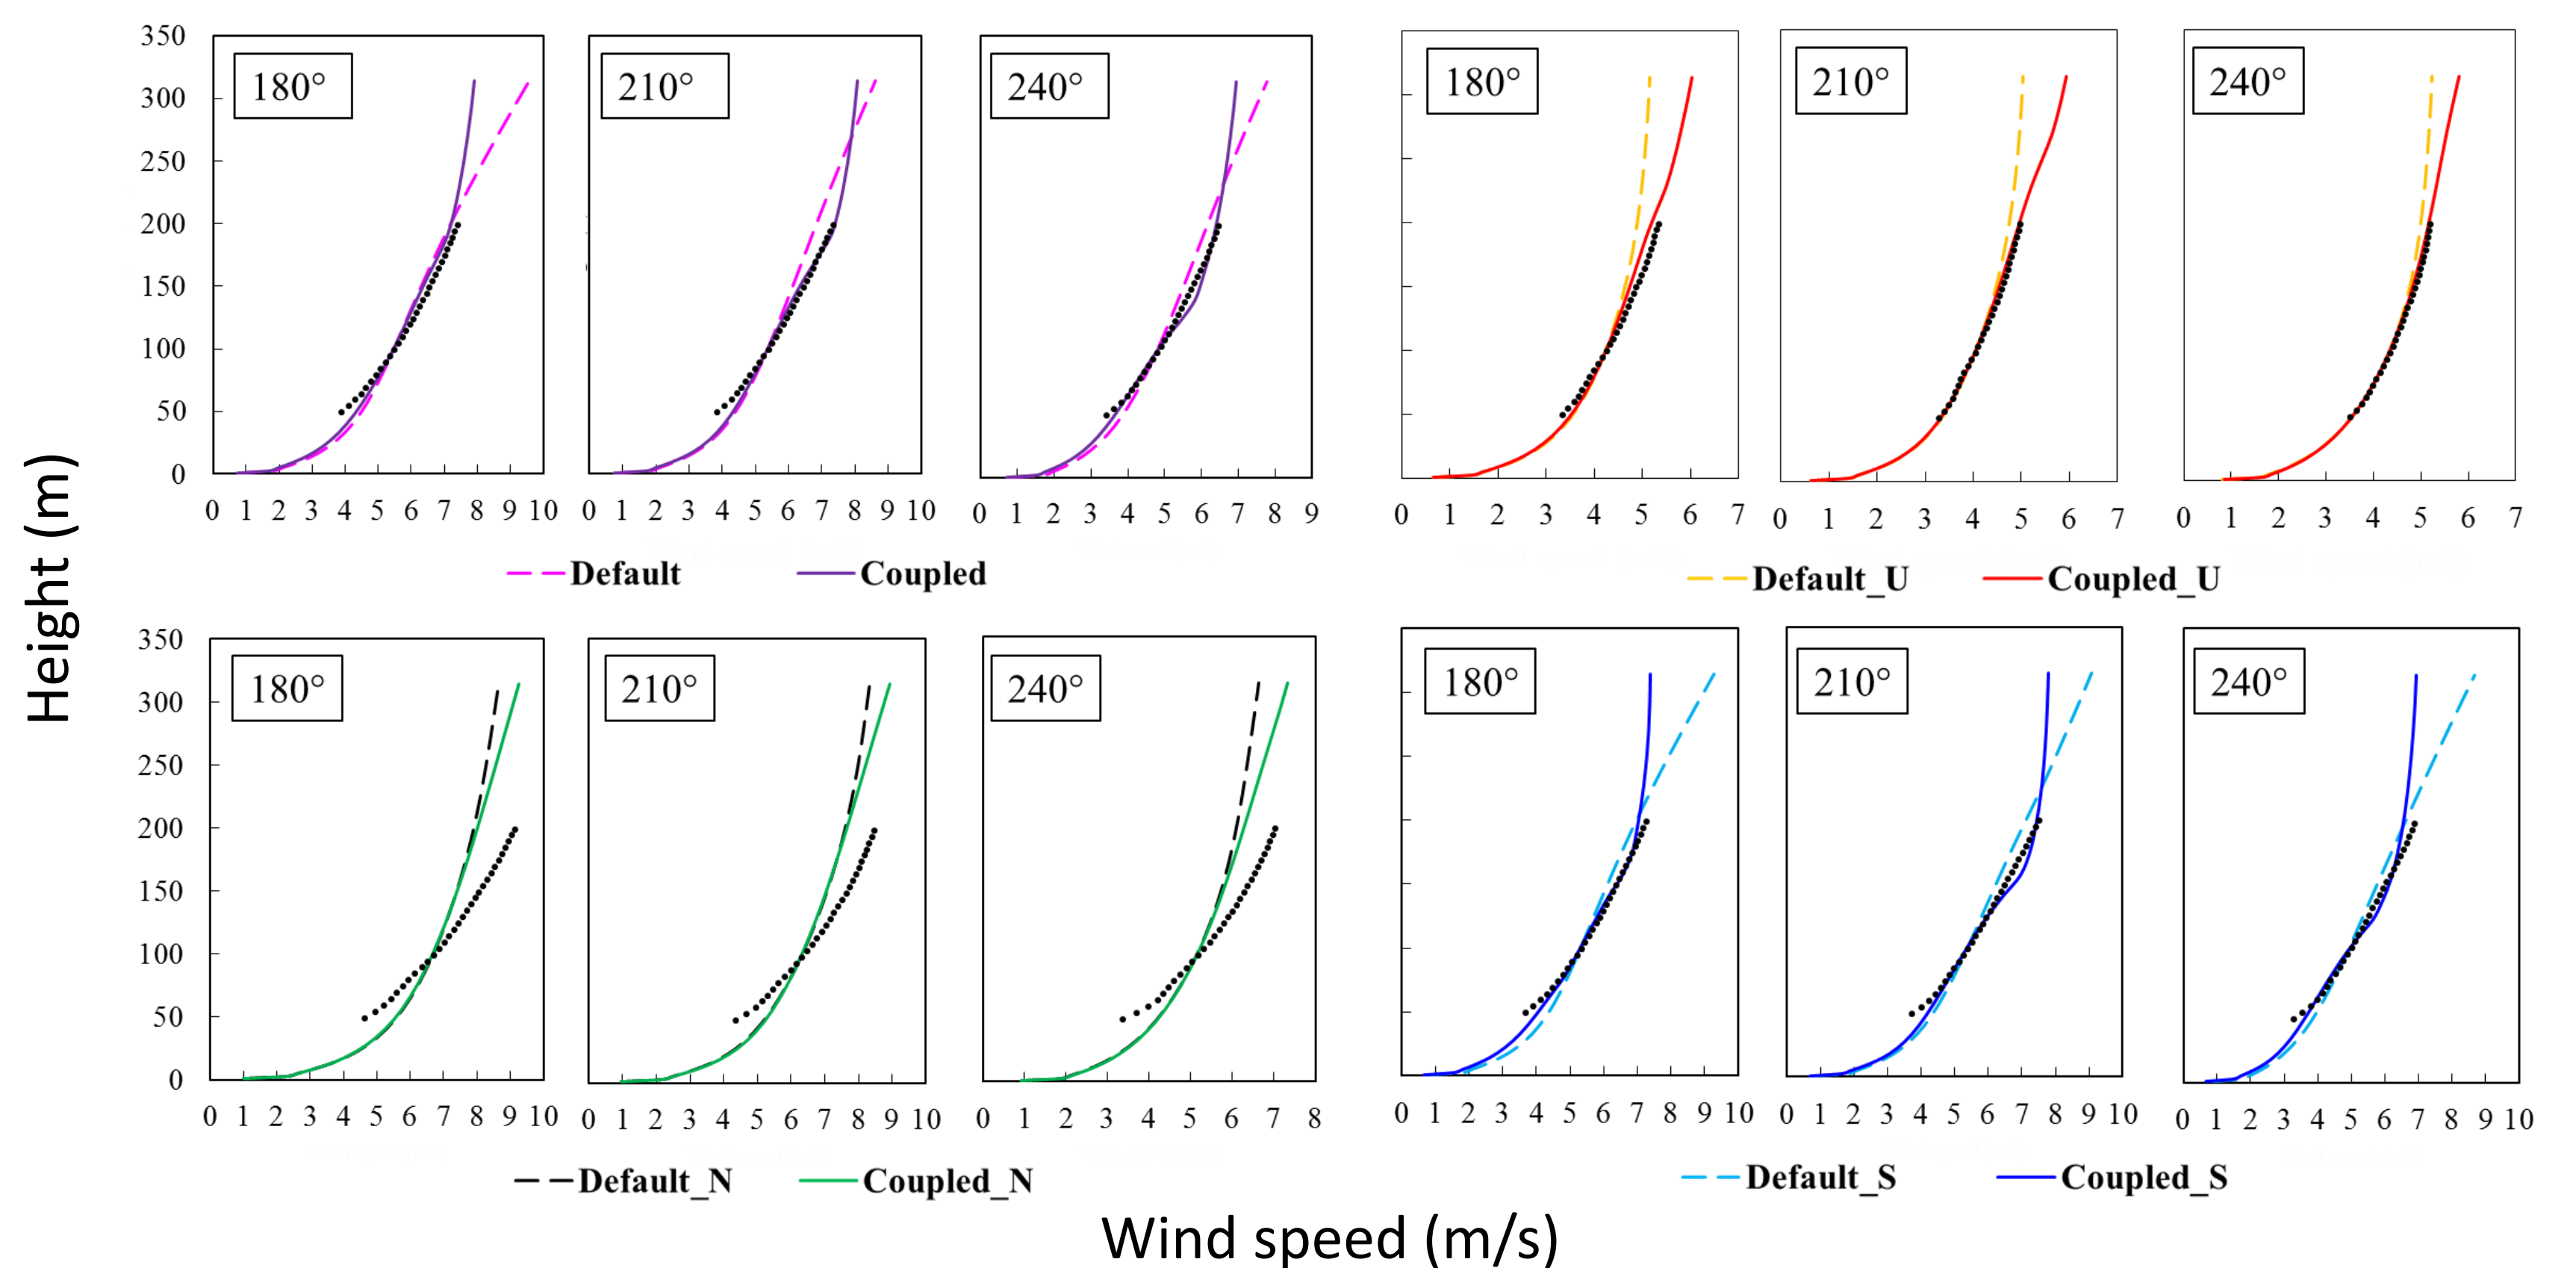 Height (m)
350
300
250
200
150
100
50
0
180°
0 1 2 3 4 5 6 7 8 9 10
210°
0 1 2 3 4 5 6 7 8 9 10
240°
0 1 2 3 4 5 6 7 8 9
Default Coupled
180°
0 1 2 3 4 5 6 7
210°
0 1 2 3 4 5 6 7
240°
0 1 2 3 4 5 6 7
Default_U Coupled_U
350
300
250
200
150
100
50
0
180°
0 1 2 3 4 5 6 7 8 9 10
210°
0 1 2 3 4 5 6 7 8 9 10
240°
0 1 2 3 4 5 6 7 8
Default_N Coupled_N
180°
0 1 2 3 4 5 6 7 8 9 10
210°
0 1 2 3 4 5 6 7 8 9 10
240°
0 1 2 3 4 5 6 7 8 9 10
Default_S Coupled_S
Wind speed (m/s)